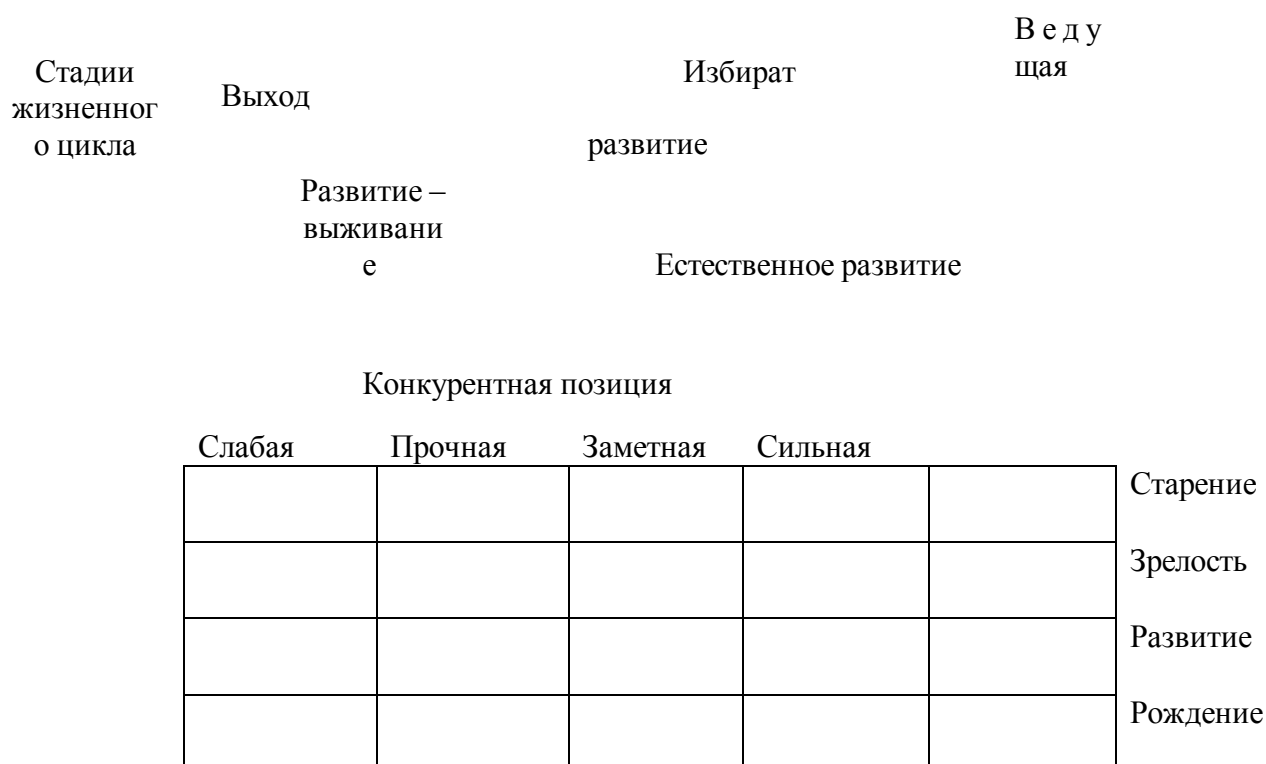 В е д у
щая
Стадии
жизненног
о цикла
Выход
Избират
развитие
Развитие –
выживани
е
Естественное развитие
Конкурентная позиция
Слабая Прочная Заметная Сильная
Старение
Зрелость
Развитие
Рождение